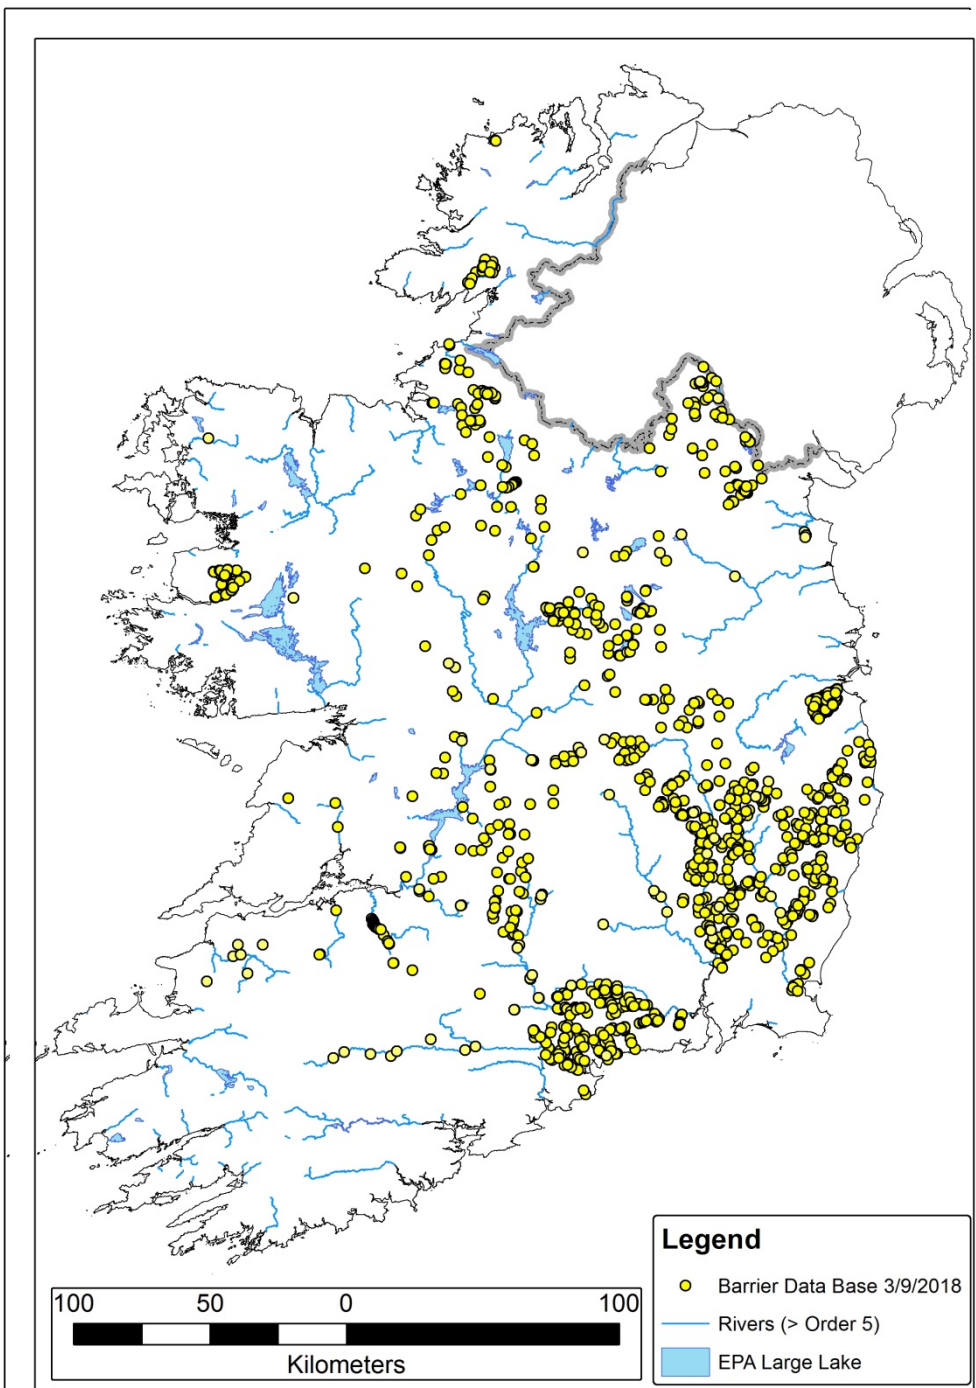 Legend
Barrier Data Base 3/9/2018
Rivers (> Order 5)
EPA Large Lake
100 50 0 100
Kilometers